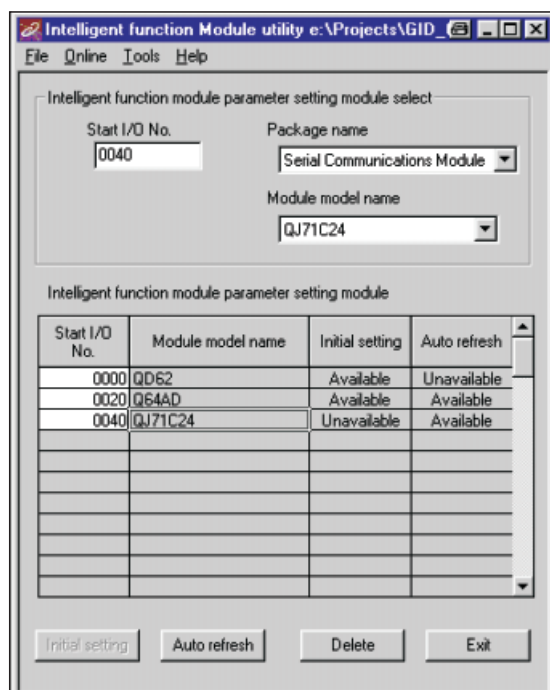 Intelligent function Module utility e:\Projects\GID_(
File Online Tools Help
Intelligent function module parameter setting module select
Start I/O No. Package name
0040 Serial Communications Module
Module model name
QJ71C24
Intelligent function module parameter setting module
Start I/O No. Module model name Initial setting Auto refresh
0000 QD62 Available Unavailable
0020 Q64AD Available Available
0040 QJ71C24 Unavailable Available
Initial setting Auto refresh Delete Exit